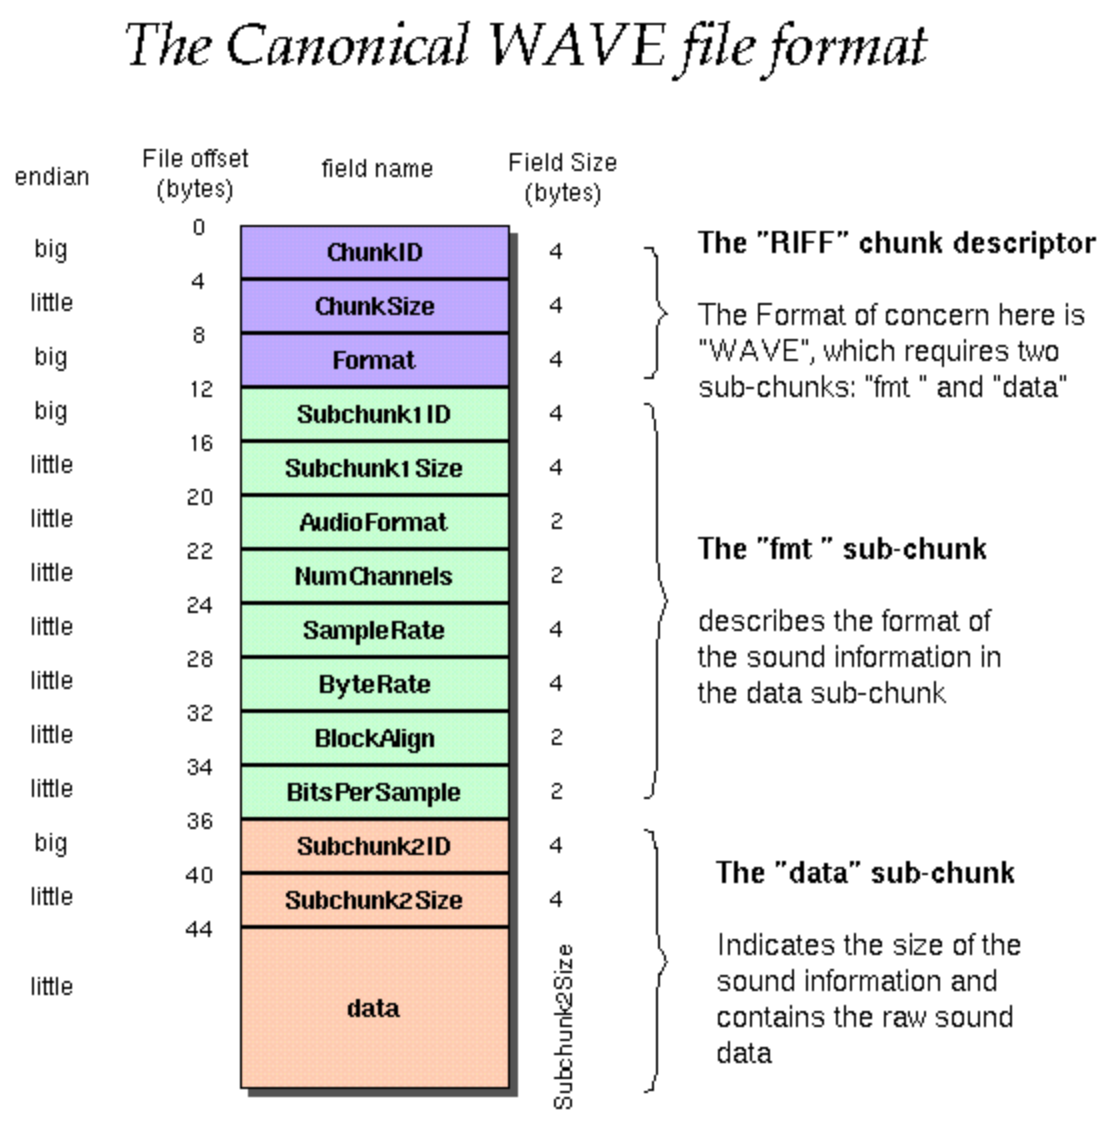 The Canonical WAVE file format
endian
File offset
(bytes)
field name
Field Size
(bytes)
0
big
ChunkID
4
4
little
ChunkSize
4
8
big
Format
4
12
big
Subchunk1ID
4
16
little
Subchunk1Size
4
20
little
AudioFormat
2
22
little
NumChannels
2
24
little
SampleRate
4
28
little
ByteRate
4
32
little
BlockAlign
2
34
little
BitsPerSample
2
36
big
Subchunk2ID
4
40
little
Subchunk2Size
4
44
little
data
Subchunk2Size
The "RIFF" chunk descriptor
The Format of concern here is
"WAVE", which requires two
sub-chunks: "fmt " and "data"
The "fmt " sub-chunk
describes the format of
the sound information in
the data sub-chunk
The "data" sub-chunk
Indicates the size of the
sound information and
contains the raw sound
data